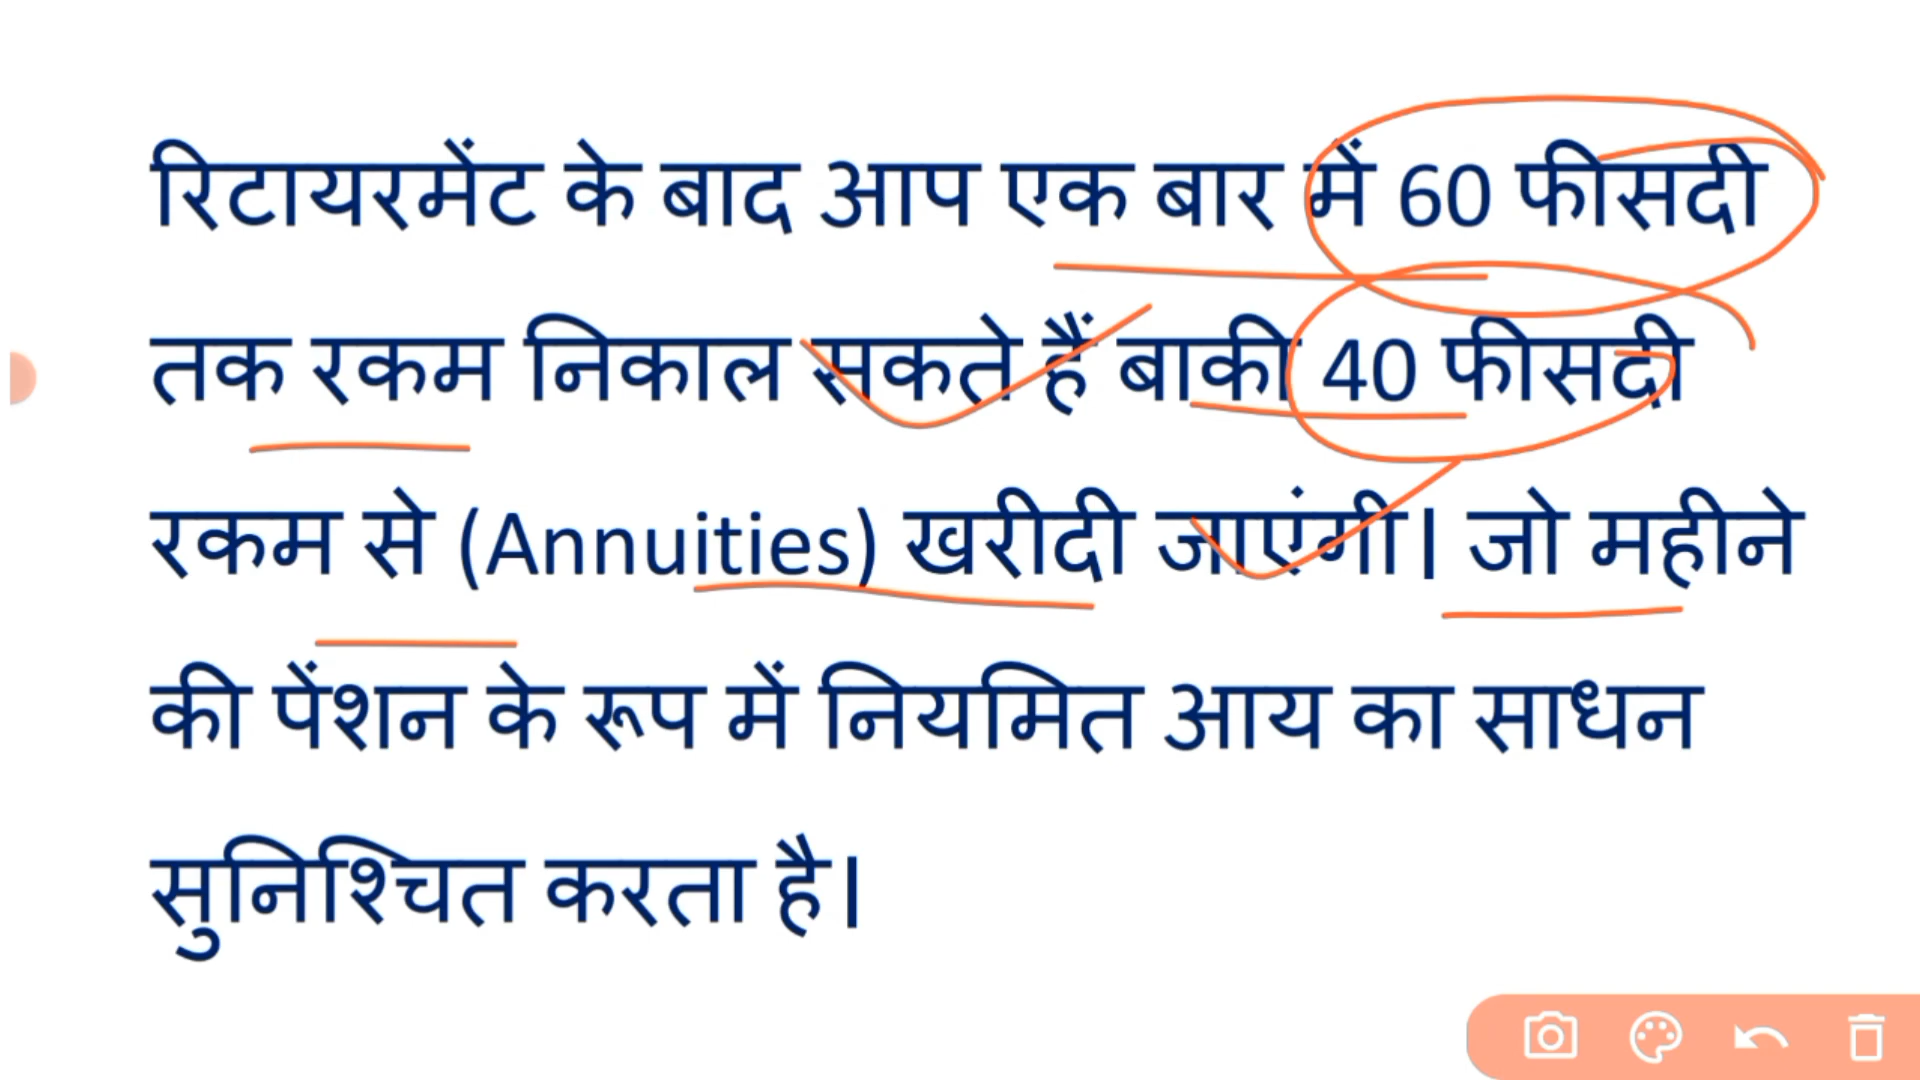 रिटायरमेंट के बाद आप एक बार में 60 फीसदी
तक रकम निकाल सकते हैं बाकी 40 फीसदी
रकम से (Annuities) खरीदी जाएंगी। जो महीने
की पेंशन के रूप में नियमित आय का साधन
सुनिश्चित करता है।